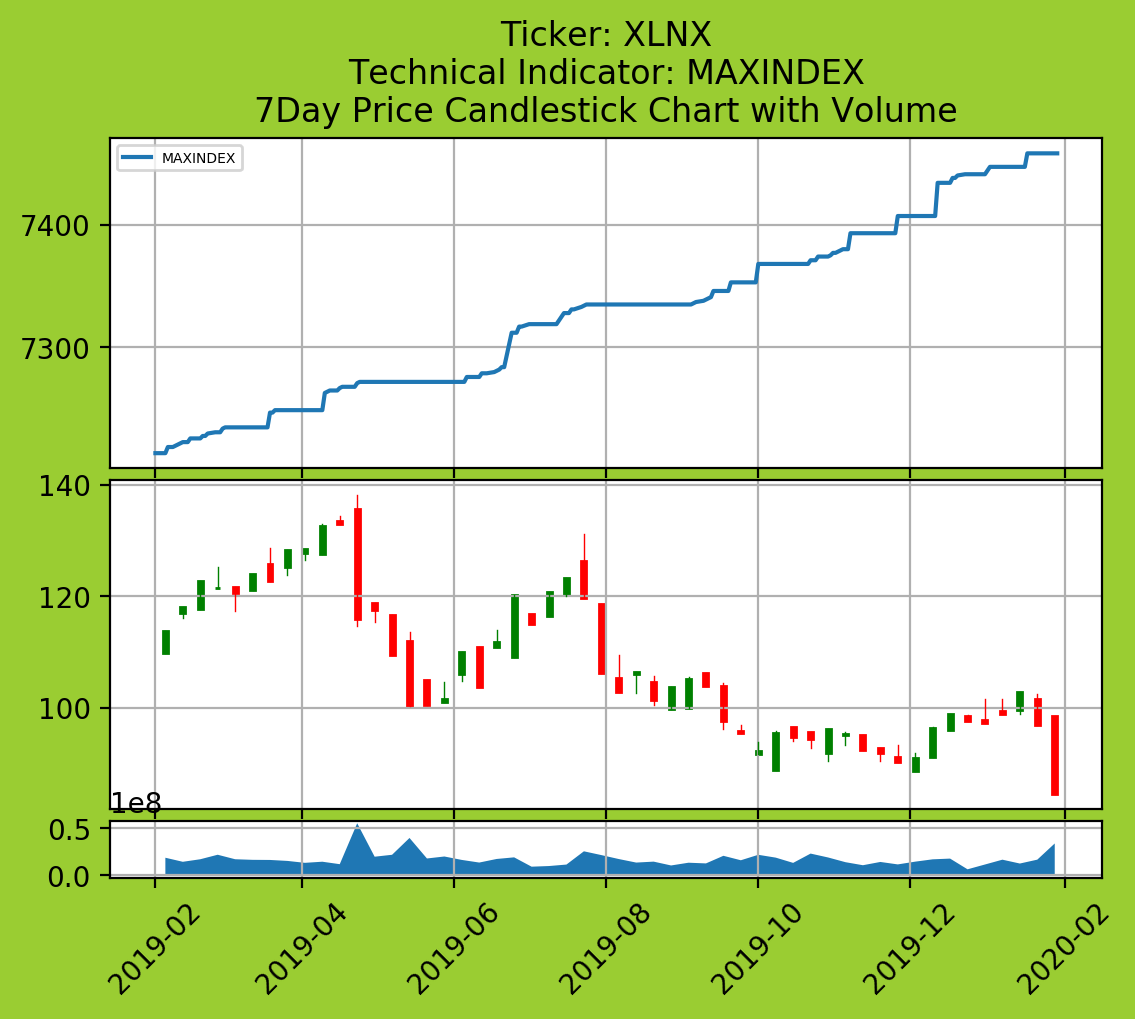 Ticker: XLNX
Technical Indicator: MAXINDEX
7Day Price Candlestick Chart with Volume
MAXINDEX
7400
7300
140
120
100
1e8
0.5
0.0
2019-02
2019-04
2019-06
2019-08
2019-10
2019-12
2020-02